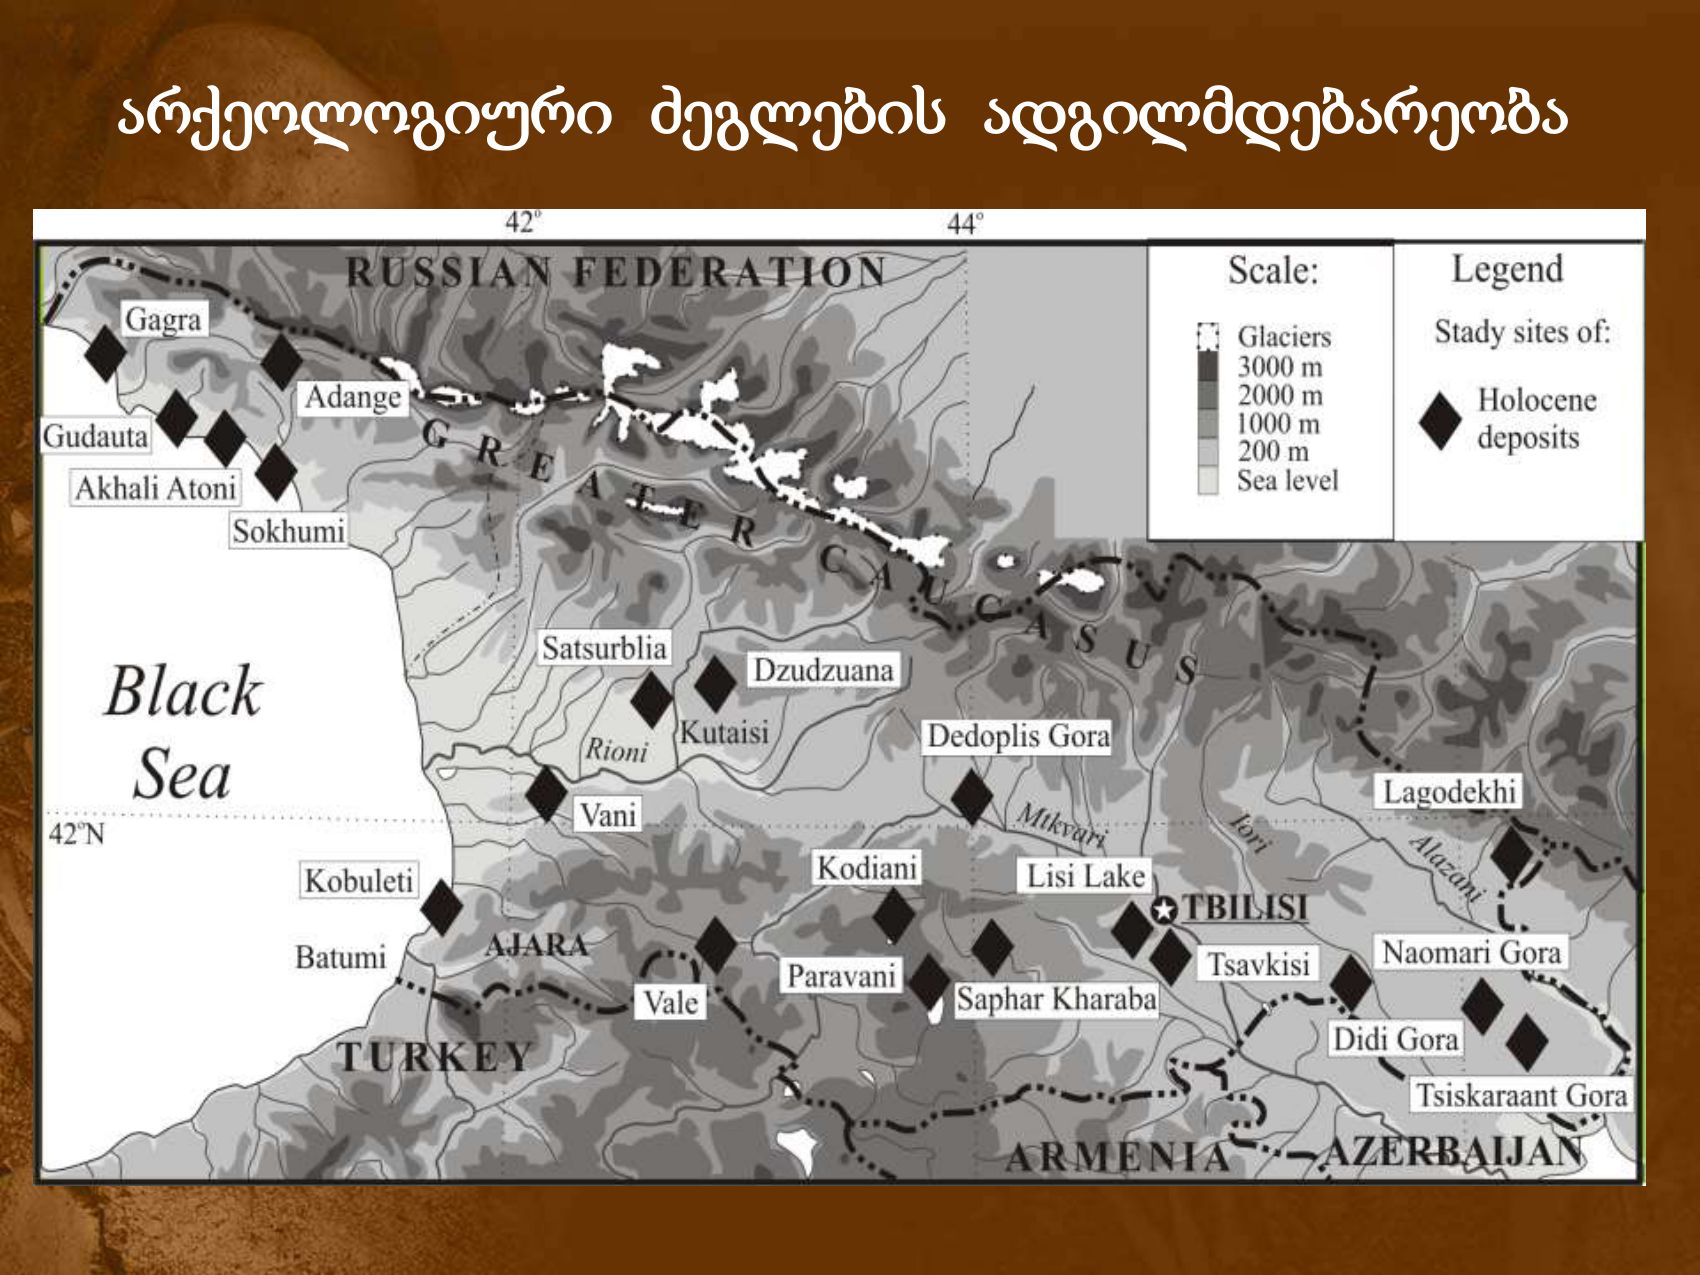 არქეოლოგიური ძეგლების ადგილმდებარეობა
42°
44°
RUSSIAN FEDERATION
Scale:
Glaciers
3000 m
2000 m
1000 m
200 m
Sea level
Legend
Stady sites of:
Holocene
deposits
Gagra
Adange
Gudauta
Akhali Atoni
Sokhumi
GREATER CAUCASUS
Black
Sea
Satsurblia
Dzudzuana
Kutaisi
Rioni
Dedoplis Gora
Vani
Mtkvari
Iori
Lagodekhi
Alazani
42°N
Kobuleti
Kodiani
Lisi Lake
TBILISI
Batumi
AJARA
Paravani
Tsavkisi
Naomari Gora
Vale
Saphar Kharaba
Didi Gora
TURKEY
Tsiskaraant Gora
ARMENIA
AZERBAIJAN